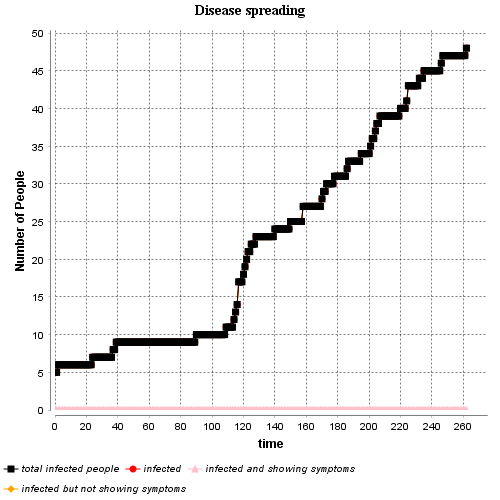 Disease spreading
50
45
40
35
30
25
20
15
10
5
0
Number of People
0 20 40 60 80 100 120 140 160 180 200 220 240 260
time
total infected people infected infected and showing symptoms
infected but not showing symptoms